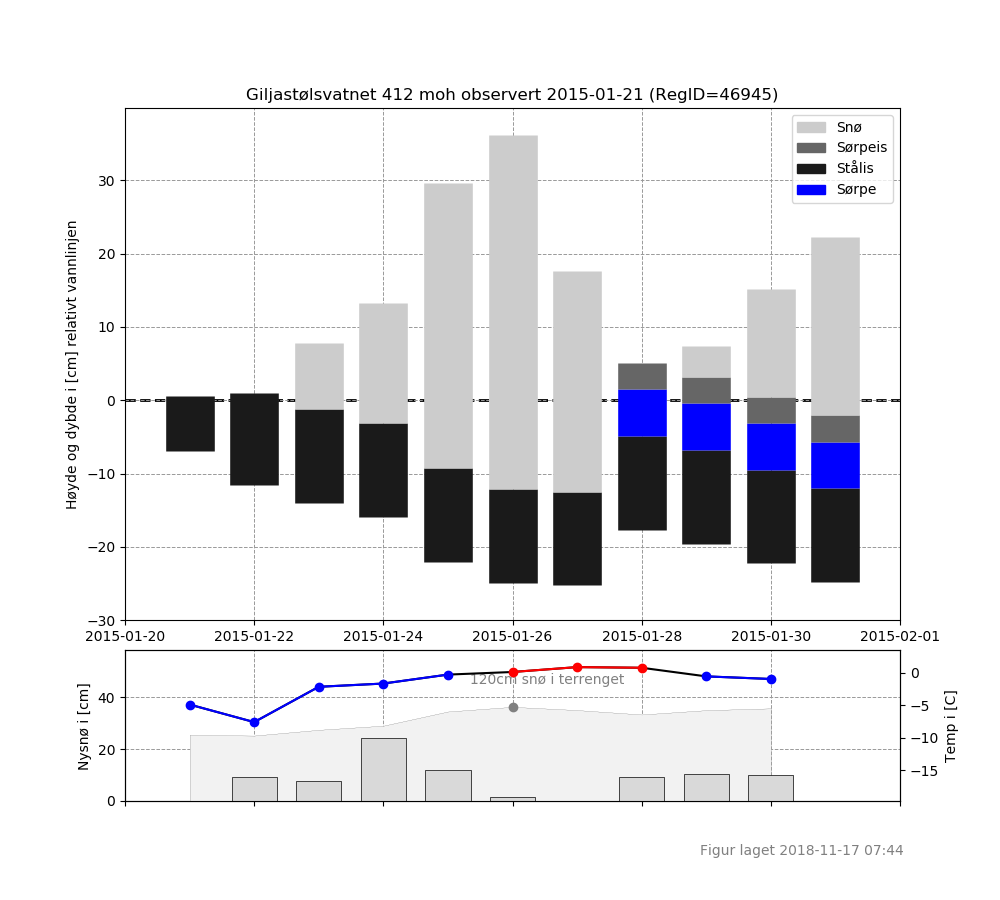 Giljastølsvatnet 412 moh observert 2015-01-21 (RegID=46945)
Snø
Sørpeis
Stålis
Sørpe
Høyde og dybde i [cm] relativt vannlinjen
30
20
10
0
−10
−20
−30
2015-01-20
2015-01-22
2015-01-24
2015-01-26
2015-01-28
2015-01-30
2015-02-01
120cm snø i terrenget
Nysnø i [cm]
40
20
0
0
−5
−10
−15
Temp i [C]
Figur laget 2018-11-17 07:44